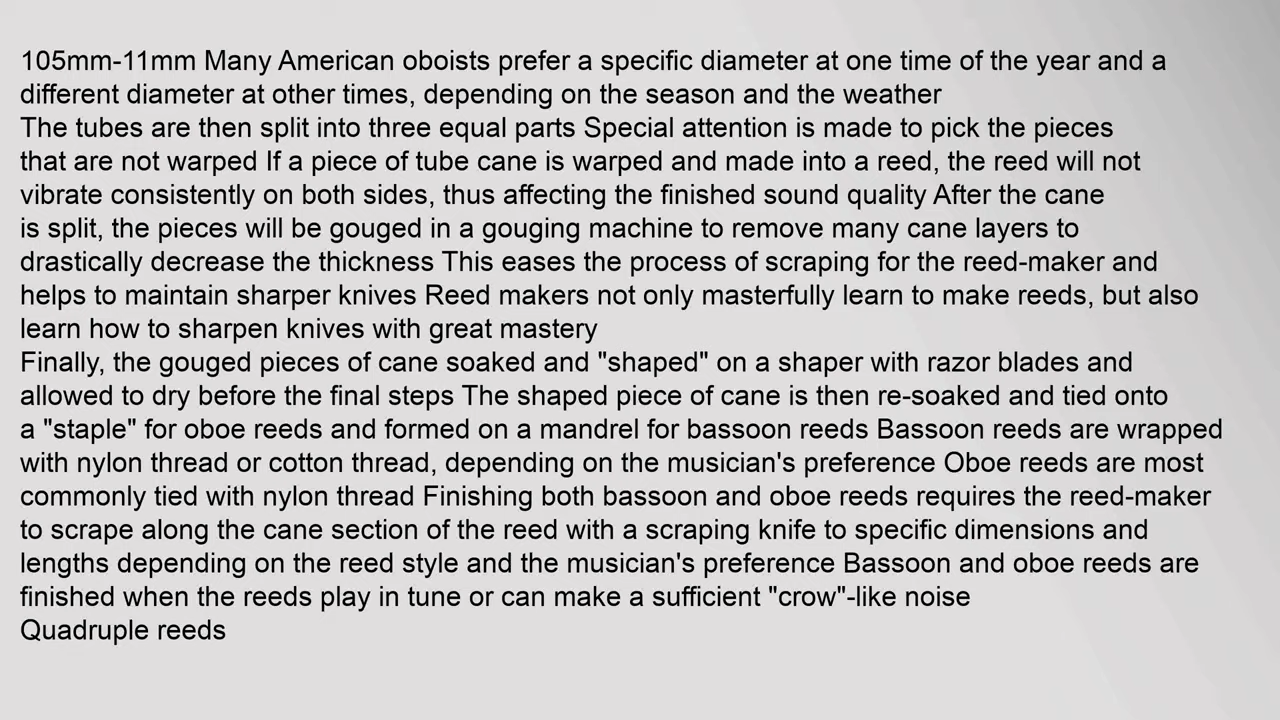 105mm-11mm Many American oboists prefer a specific diameter at one time of the year and a
different diameter at other times, depending on the season and the weather
The tubes are then split into three equal parts Special attention is made to pick the pieces
that are not warped If a piece of tube cane is warped and made into a reed, the reed will not
vibrate consistently on both sides, thus affecting the finished sound quality After the cane
is split, the pieces will be gouged in a gouging machine to remove many cane layers to
drastically decrease the thickness This eases the process of scraping for the reed-maker and
helps to maintain sharper knives Reed makers not only masterfully learn to make reeds, but also
learn how to sharpen knives with great mastery
Finally, the gouged pieces of cane soaked and "shaped" on a shaper with razor blades and
allowed to dry before the final steps The shaped piece of cane is then re-soaked and tied onto
a "staple" for oboe reeds and formed on a mandrel for bassoon reeds Bassoon reeds are wrapped
with nylon thread or cotton thread, depending on the musician's preference Oboe reeds are most
commonly tied with nylon thread Finishing both bassoon and oboe reeds requires the reed-maker
to scrape along the cane section of the reed with a scraping knife to specific dimensions and
lengths depending on the reed style and the musician's preference Bassoon and oboe reeds are
finished when the reeds play in tune or can make a sufficient "crow"-like noise
Quadruple reeds